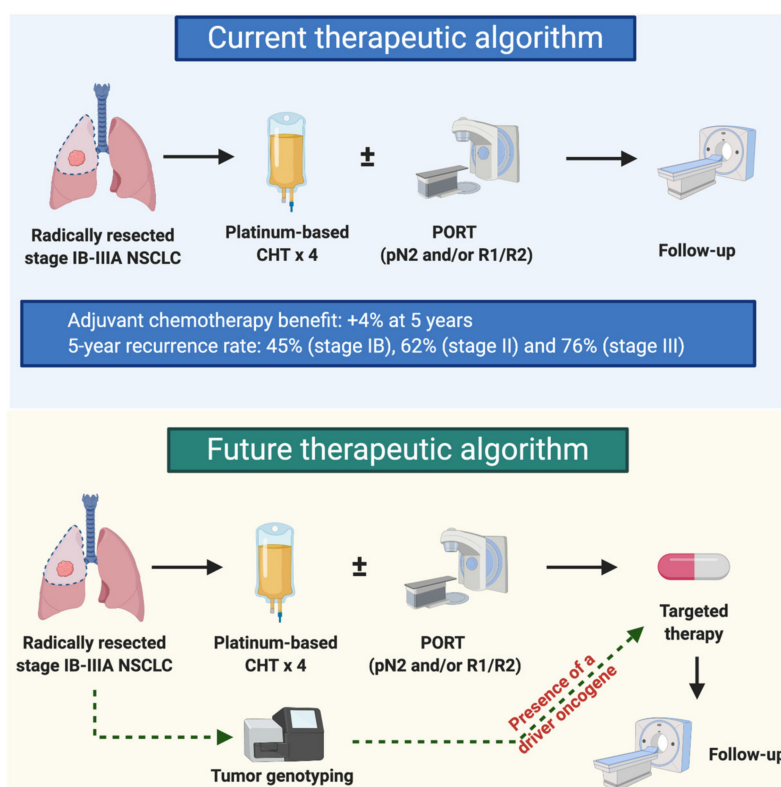 Current therapeutic algorithm
Radically resected
stage IB-IIIA NSCLC
Platinum-based
CHT x 4
±
PORT
(pN2 and/or R1/R2)
Follow-up
Adjuvant chemotherapy benefit: +4% at 5 years
5-year recurrence rate: 45% (stage IB), 62% (stage II) and 76% (stage III)
Future therapeutic algorithm
Radically resected
stage IB-IIIA NSCLC
Platinum-based
CHT x 4
±
PORT
(pN2 and/or R1/R2)
Targeted
therapy
Presence of a
driver oncogene
Tumor genotyping
Follow-up